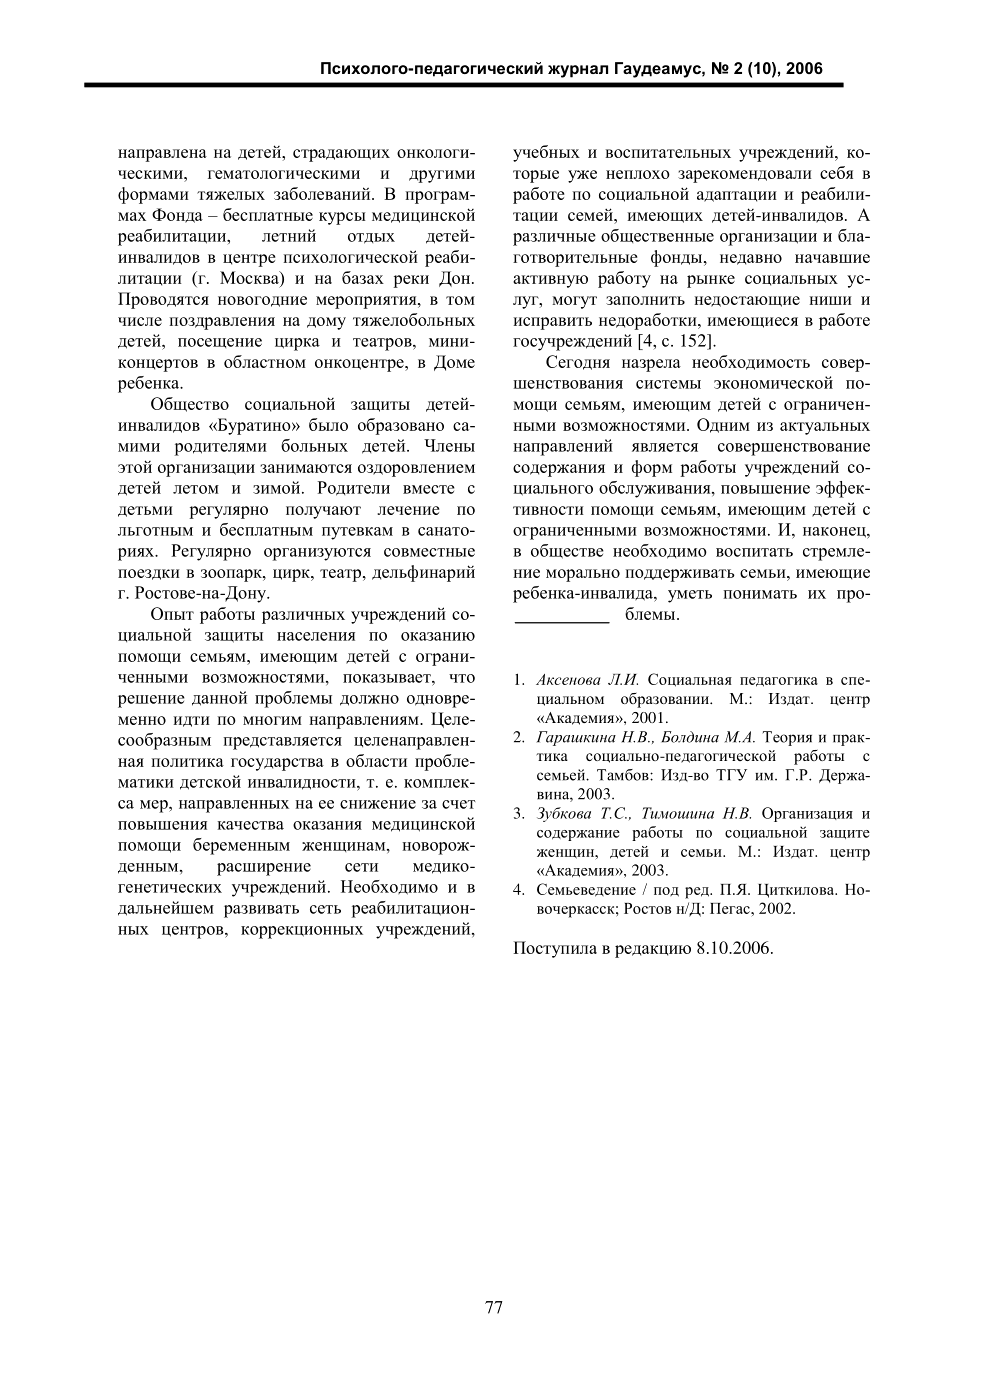 Психолого-педагогический журнал Гаудеамус, № 2 (10), 2006
направлена на детей, страдающих онкологи-
ческими, гематологическими и другими
формами тяжелых заболеваний. В програм-
мах Фонда – бесплатные курсы медицинской
реабилитации, летний отдых детей-
инвалидов в центре психологической реаби-
литации (г. Москва) и на базах реки Дон.
Проводятся новогодние мероприятия, в том
числе поздравления на дому тяжелобольных
детей, посещение цирка и театров, мини-
концертов в областном онкоцентре, в Доме
ребенка.
Общество социальной защиты детей-
инвалидов «Буратино» было образовано са-
мими родителями больных детей. Члены
этой организации занимаются оздоровлением
детей летом и зимой. Родители вместе с
детьми регулярно получают лечение по
льготным и бесплатным путевкам в санато-
риях. Регулярно организуются совместные
поездки в зоопарк, цирк, театр, дельфинарий
г. Ростове-на-Дону.
Опыт работы различных учреждений со-
циальной защиты населения по оказанию
помощи семьям, имеющим детей с ограни-
ченными возможностями, показывает, что
решение данной проблемы должно одновре-
менно идти по многим направлениям. Целе-
сообразным представляется целенаправлен-
ная политика государства в области пробле-
матики детской инвалидности, т. е. комплек-
са мер, направленных на ее снижение за счет
повышения качества оказания медицинской
помощи беременным женщинам, новорож-
денным, расширение сети медико-
генетических учреждений. Необходимо и в
дальнейшем развивать сеть реабилитацион-
ных центров, коррекционных учреждений,
учебных и воспитательных учреждений, ко-
торые уже неплохо зарекомендовали себя в
работе по социальной адаптации и реабили-
тации семей, имеющих детей-инвалидов. А
различные общественные организации и бла-
готворительные фонды, недавно начавшие
активную работу на рынке социальных ус-
луг, могут заполнить недостающие ниши и
исправить недоработки, имеющиеся в работе
госучреждений [4, с. 152].
Сегодня назрела необходимость совер-
шенствования системы экономической по-
мощи семьям, имеющим детей с ограничен-
ными возможностями. Одним из актуальных
направлений является совершенствование
содержания и форм работы учреждений со-
циального обслуживания, повышение эффек-
тивности помощи семьям, имеющим детей с
ограниченными возможностями. И, наконец,
в обществе необходимо воспитать стремле-
ние морально поддерживать семьи, имеющие
ребенка-инвалида, уметь понимать их про-
блемы.
1. Аксенова Л.И. Социальная педагогика в спе-
циальном образовании. М.: Издат. центр
«Академия», 2001.
2. Гарашкина Н.В., Болдина М.А. Теория и прак-
тика социально-педагогической работы с
семьей. Тамбов: Изд-во ТГУ им. Г.Р. Держа-
вина, 2003.
3. Зубкова Т.С., Тимошина Н.В. Организация и
содержание работы по социальной защите
женщин, детей и семьи. М.: Издат. центр
«Академия», 2003.
4. Семьеведение / под ред. П.Я. Циткилова. Но-
вочеркасск; Ростов н/Д: Пегас, 2002.
Поступила в редакцию 8.10.2006.
77